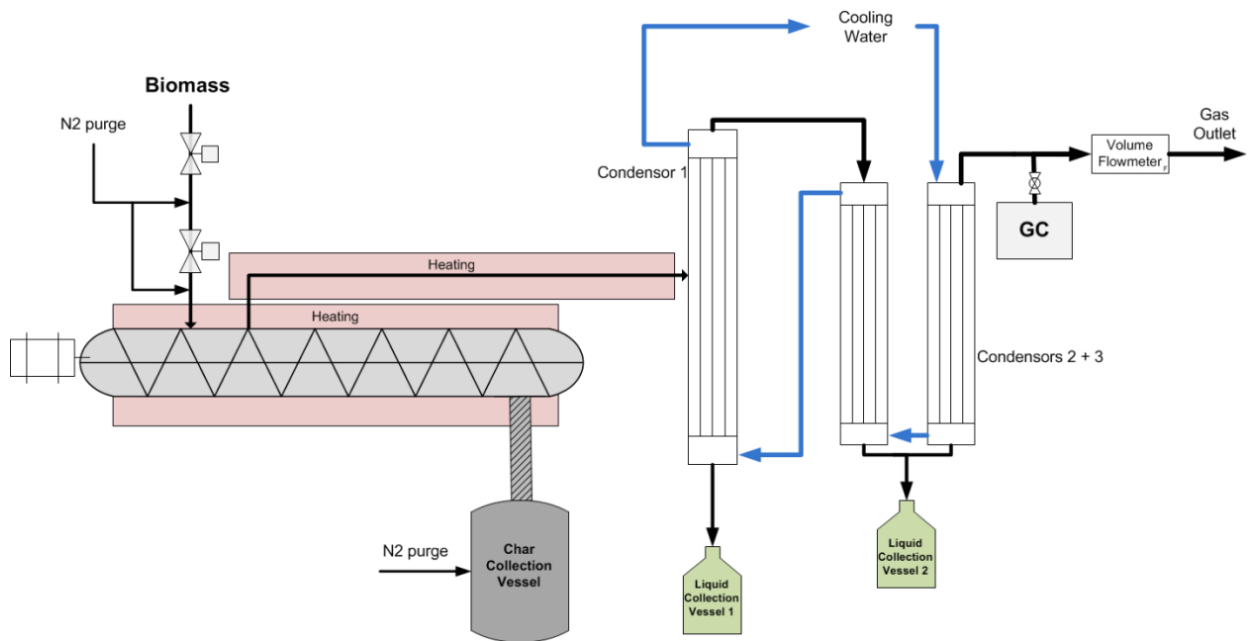 Cooling
Water
Biomass
N2 purge
Gas
Outlet
Volume
Flowmeter
F
Condensor 1
GC
Heating
Heating
Condensors 2 + 3
N2 purge
Char
Collection
Vessel
Liquid
Collection
Vessel 2
Liquid
Collection
Vessel 1